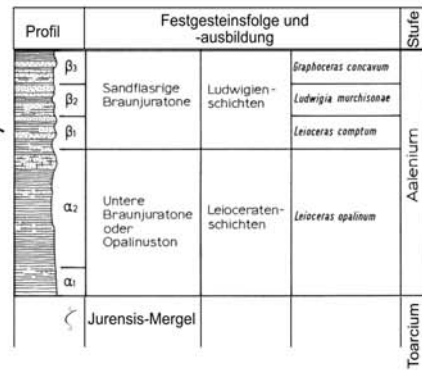 Profil
Festgesteinsfolge und
-ausbildung
Stufe
β₃
β₂
β₁
Sandflasrige
Braunjuratone
Ludwigien-
schichten
Graphoceras concavum
Ludwigia murchisonae
Leioceras comptum
α₂
α₁
Untere
Braunjuratone
oder
Opalinuston
Leioceraten-
schichten
Leioceras opalinum
Aalenium
ζ
Jurensis-Mergel
Toarcium